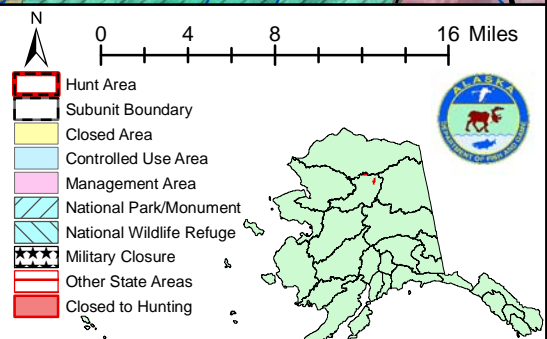 N
0 4 8 16 Miles
Hunt Area
Subunit Boundary
Closed Area
Controlled Use Area
Management Area
National Park/Monument
National Wildlife Refuge
Military Closure
Other State Areas
Closed to Hunting
ALASKA
DEPARTMENT OF FISH AND GAME